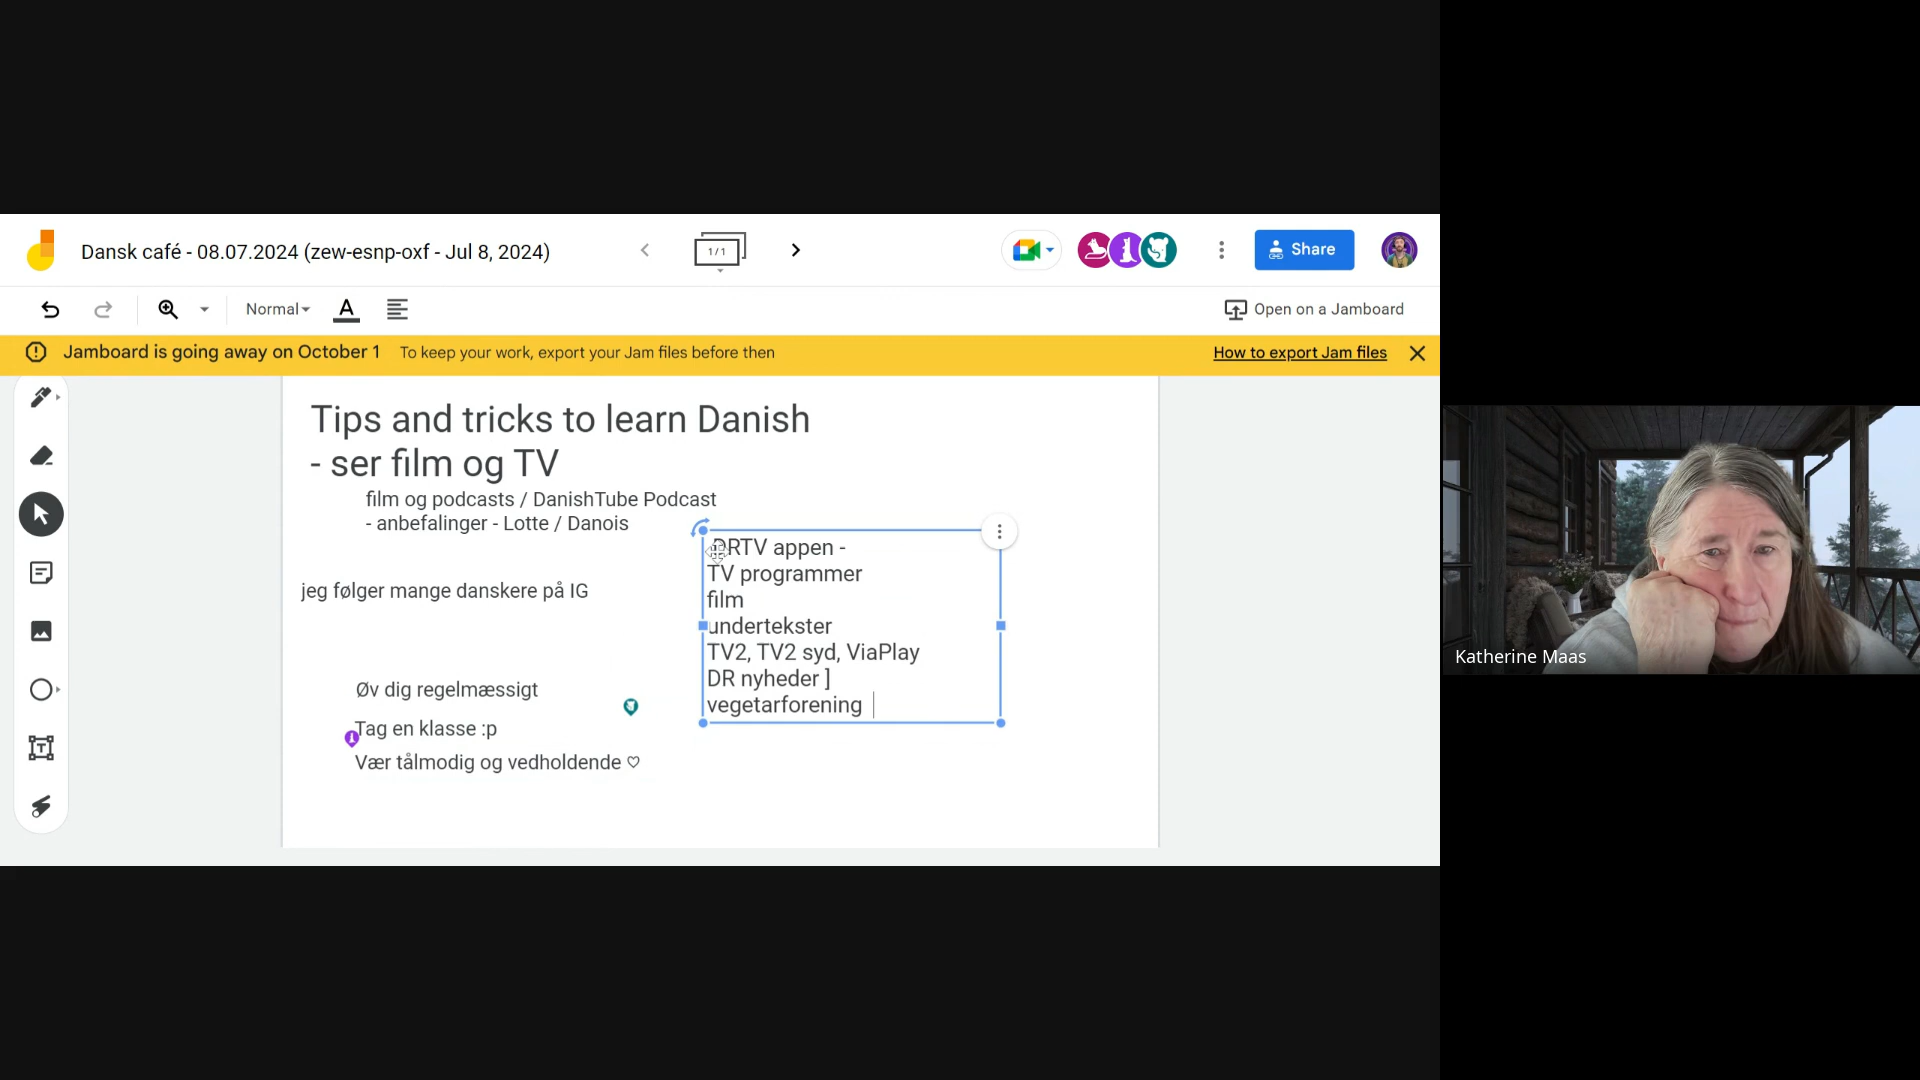 Dansk café - 08.07.2024 (zew-esnp-oxf - Jul 8, 2024)
1/1
Share
Normal
A
Open on a Jamboard
Jamboard is going away on October 1 To keep your work, export your Jam files before then How to export Jam files
Tips and tricks to learn Danish
- ser film og TV
film og podcasts / DanishTube Podcast
- anbefalinger - Lotte / Danois
jeg følger mange danskere på IG
DRTV appen -
TV programmer
film
undertekster
TV2, TV2 syd, ViaPlay
DR nyheder ]
vegetarforening
Øv dig regelmæssigt
Tag en klasse :p
Vær tålmodig og vedholdende ♡
Katherine Maas